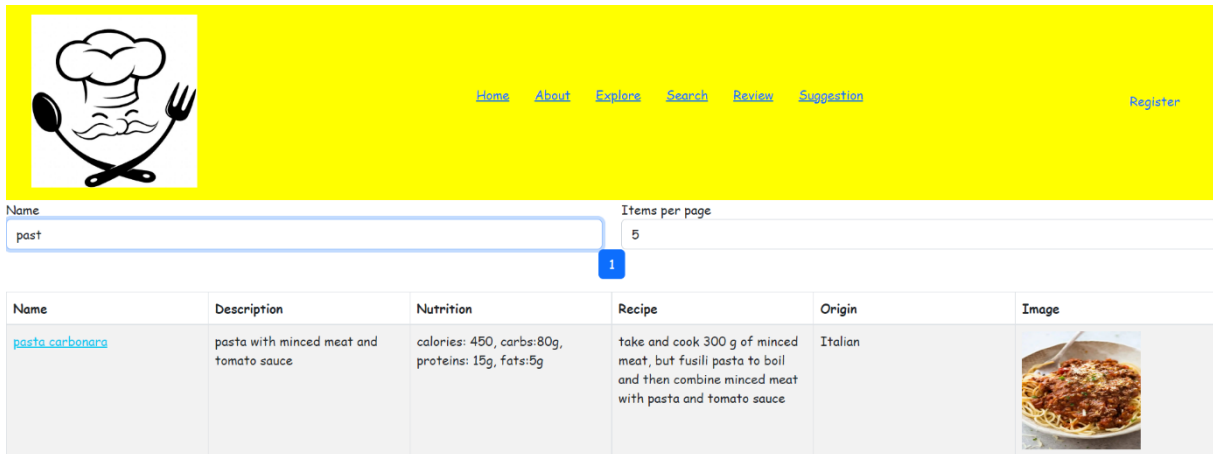 Home About Explore Search Review Suggestion
Register
Name
Items per page
past
5
1
Name Description Nutrition Recipe Origin Image
pasta carbonara
pasta with minced meat and
tomato sauce
calories: 450, carbs:80g,
proteins: 15g, fats:5g
take and cook 300 g of minced
meat, but fusili pasta to boil
and then combine minced meat
with pasta and tomato sauce
Italian